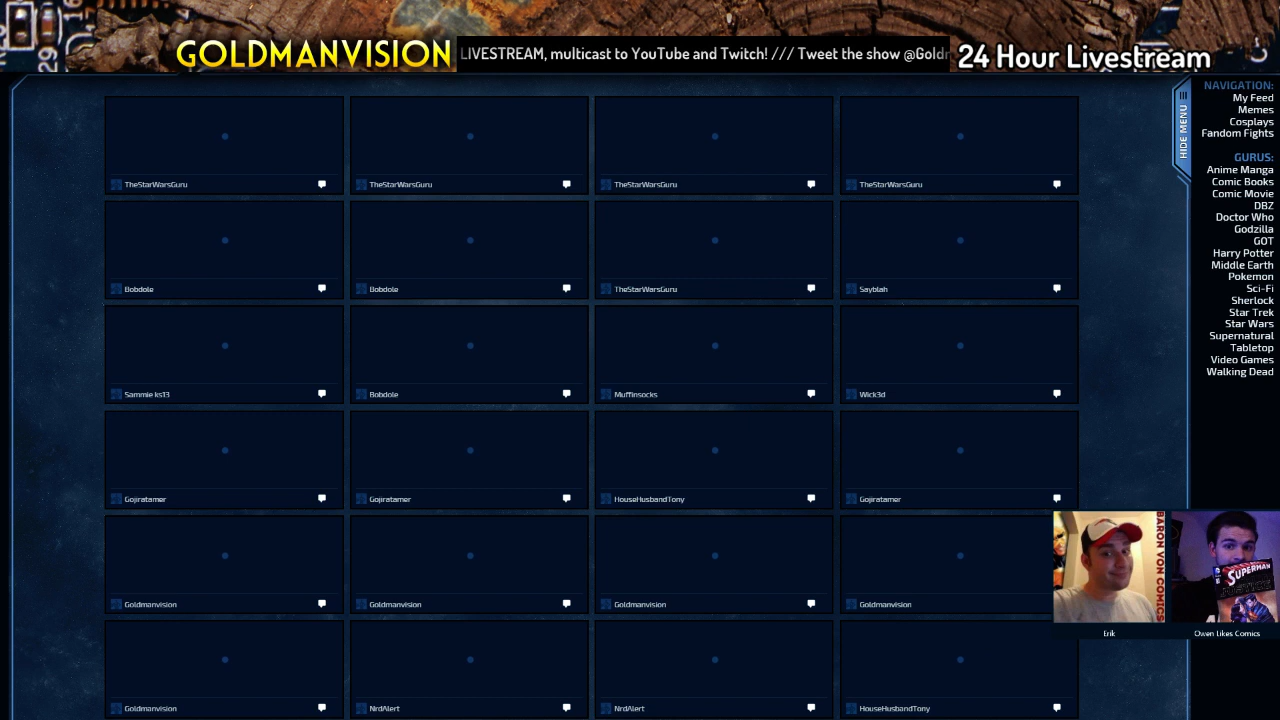 GOLDMANVISION
LIVESTREAM, multicast to YouTube and Twitch! /// Tweet the show @Gold
24 Hour Livestream
TheStarWarsGuru
TheStarWarsGuru
TheStarWarsGuru
TheStarWarsGuru
Bobdole
Bobdole
TheStarWarsGuru
Sayblah
Sammie ks13
Bobdole
Muffinsocks
Wick3d
Gojiratamer
Gojiratamer
HouseHusbandTony
Gojiratamer
Goldmanvision
Goldmanvision
Goldmanvision
Goldmanvision
Goldmanvision
NrdAlert
NrdAlert
HouseHusbandTony
HIDE MENU
NAVIGATION:
My Feed
Memes
Cosplays
Fandom Fights
GURUS:
Anime Manga
Comic Books
Comic Movie
DBZ
Doctor Who
Godzilla
GOT
Harry Potter
Middle Earth
Pokemon
Sci-Fi
Sherlock
Star Trek
Star Wars
Supernatural
Tabletop
Video Games
Walking Dead
BARON VON COMICS
SUPERMAN
Erik
Owen Likes Comics